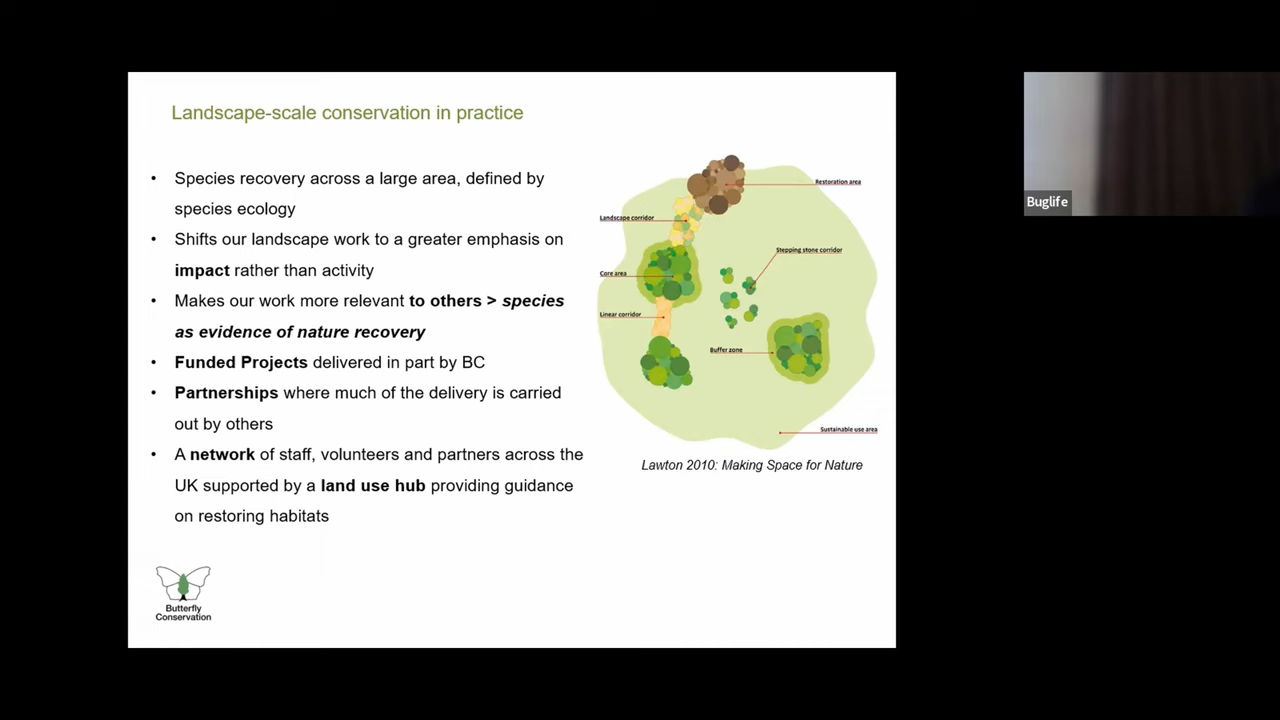 Landscape-scale conservation in practice
• Species recovery across a large area, defined by
species ecology
• Shifts our landscape work to a greater emphasis on
impact rather than activity
• Makes our work more relevant to others > species
as evidence of nature recovery
• Funded Projects delivered in part by BC
• Partnerships where much of the delivery is carried
out by others
• A network of staff, volunteers and partners across the
UK supported by a land use hub providing guidance
on restoring habitats
Restoration area
Landscape corridor
Stepping stone corridor
Core area
Linear corridor
Buffer zone
Sustainable use area
Lawton 2010: Making Space for Nature
Butterfly
Conservation
Buglife